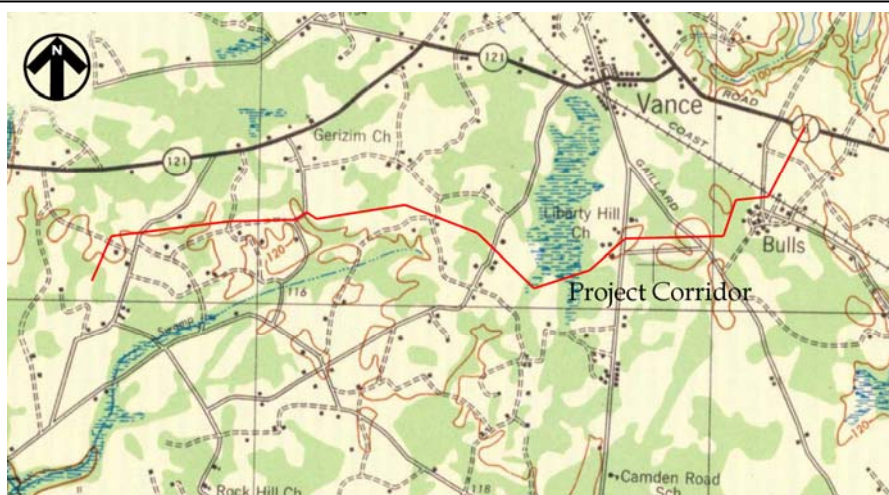 N
121
Vance
ROAD
100
COAST
Gerizim Ch
121
GAILLARD
Liberty Hill
Ch
120
Bulls
116
Project Corridor
Swamp
120
Camden Road
Sch
Rock Hill Ch
118